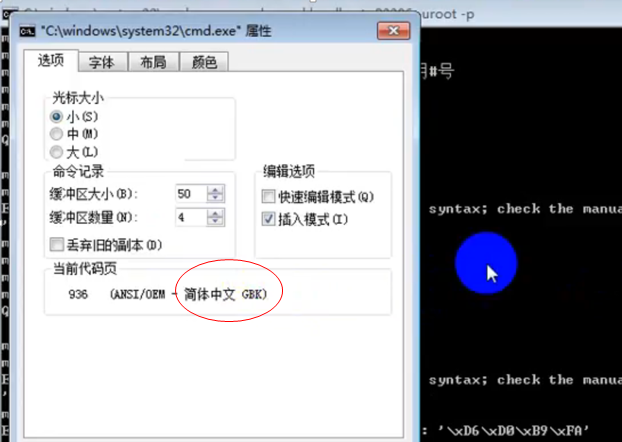 uroot -p
"C:\windows\system32\cmd.exe" 属性
选项 字体 布局 颜色
#号
光标大小
小(S)
中(M)
大(L)
命令记录
缓冲区大小(B): 50
缓冲区数量(N): 4
丢弃旧的副本(D)
编辑选项
快速编辑模式(Q)
插入模式(I)
syntax; check the manua
当前代码页
936 (ANSI/OEM - 简体中文 GBK)
syntax; check the manua
: '\xD6\xD0\xB9\xFA'